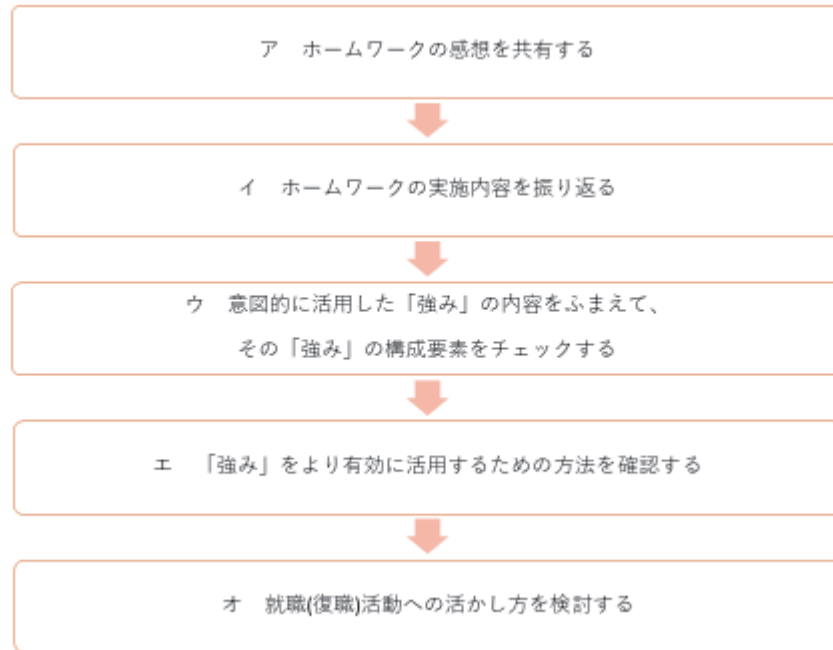 ア　ホームワークの感想を共有する
イ　ホームワークの実施内容を振り返る
ウ　意図的に活用した「強み」の内容をふまえて、
その「強み」の構成要素をチェックする
エ　「強み」をより有効に活用するための方法を確認する
オ　就職(復職)活動への活かし方を検討する